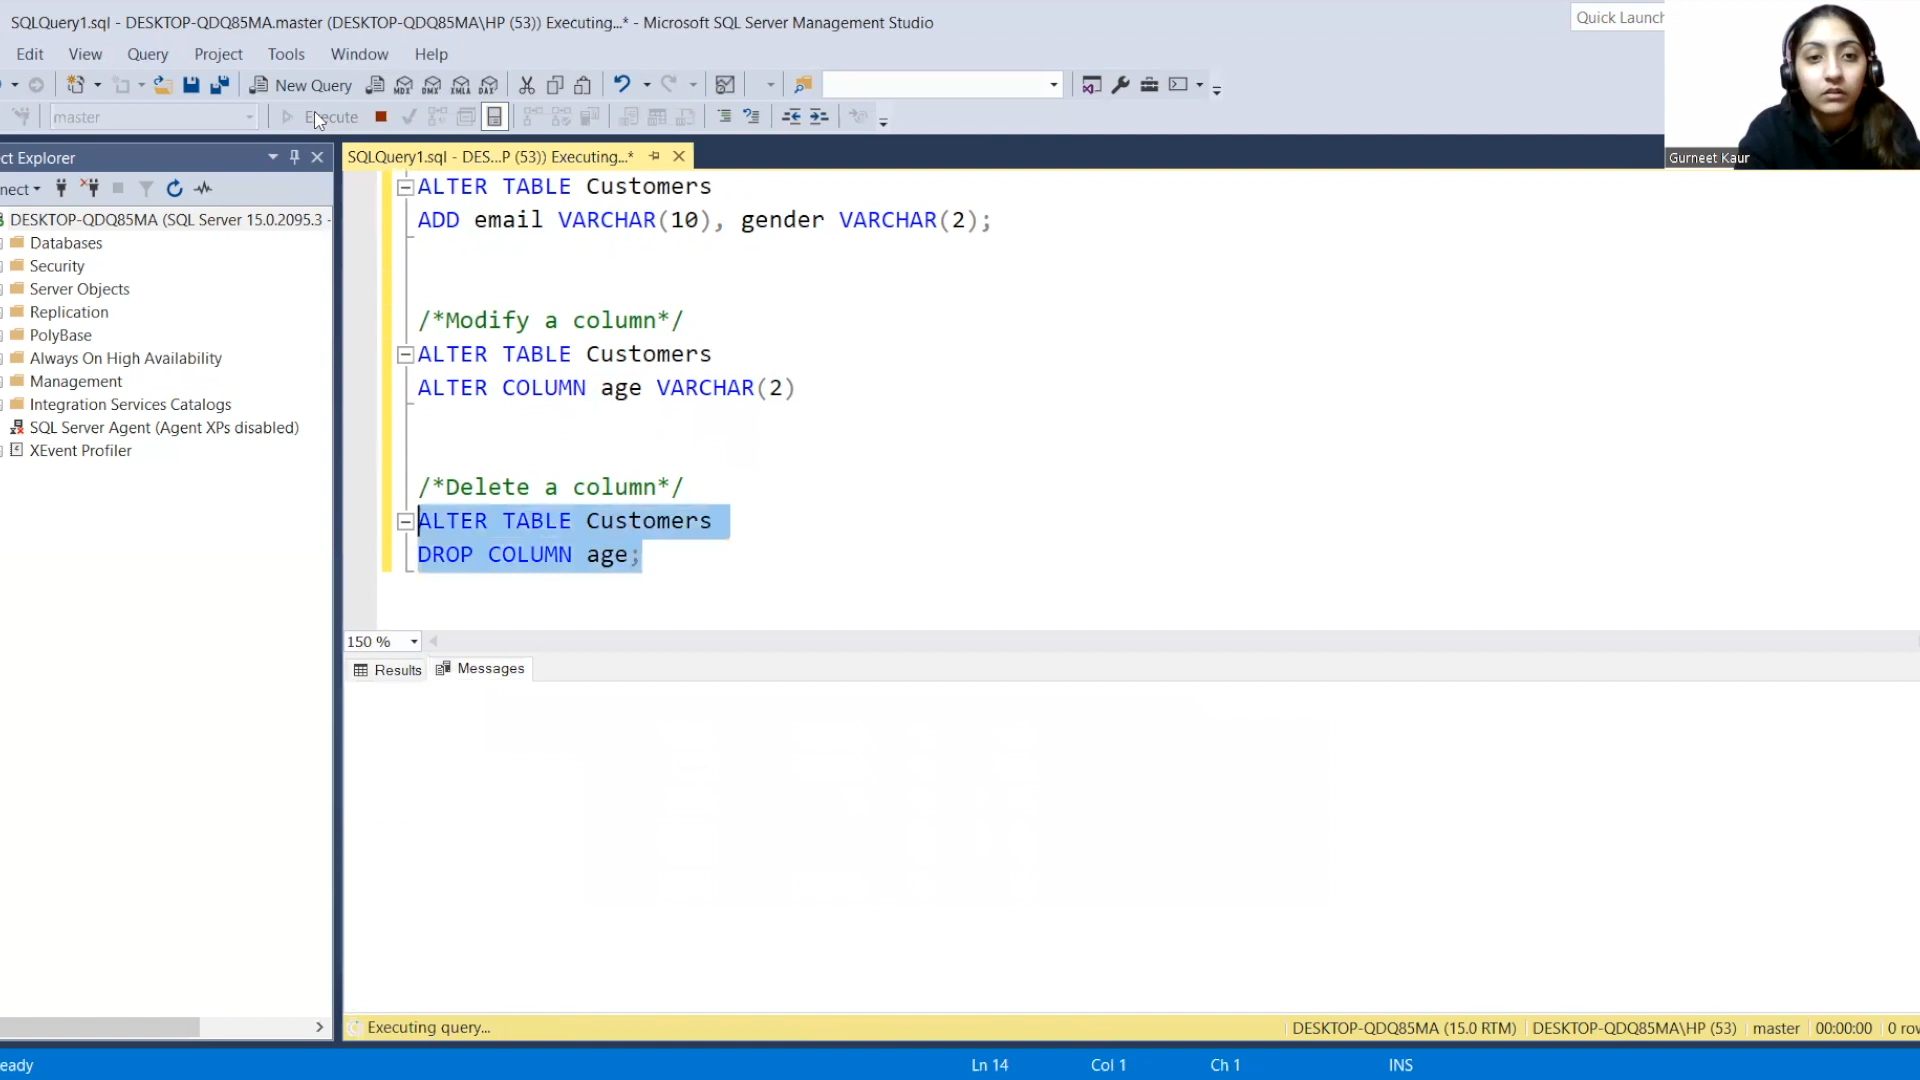 SQLQuery1.sql - DESKTOP-QDQ85MA.master (DESKTOP-QDQ85MA\HP (53)) Executing...* - Microsoft SQL Server Management Studio
Quick Launch
Edit View Query Project Tools Window Help
New Query
MDX DMX XMLA DAX
master
Execute
Gurneet Kaur
ct Explorer
SQLQuery1.sql - DES...P (53)) Executing...*
nect
DESKTOP-QDQ85MA (SQL Server 15.0.2095.3 -
Databases
Security
Server Objects
Replication
PolyBase
Always On High Availability
Management
Integration Services Catalogs
SQL Server Agent (Agent XPs disabled)
XEvent Profiler
ALTER TABLE Customers
ADD email VARCHAR(10), gender VARCHAR(2);
/*Modify a column*/
ALTER TABLE Customers
ALTER COLUMN age VARCHAR(2)
/*Delete a column*/
ALTER TABLE Customers
DROP COLUMN age;
150 %
Results Messages
Executing query...
DESKTOP-QDQ85MA (15.0 RTM) DESKTOP-QDQ85MA\HP (53) master 00:00:00 0 row
eady
Ln 14 Col 1 Ch 1 INS